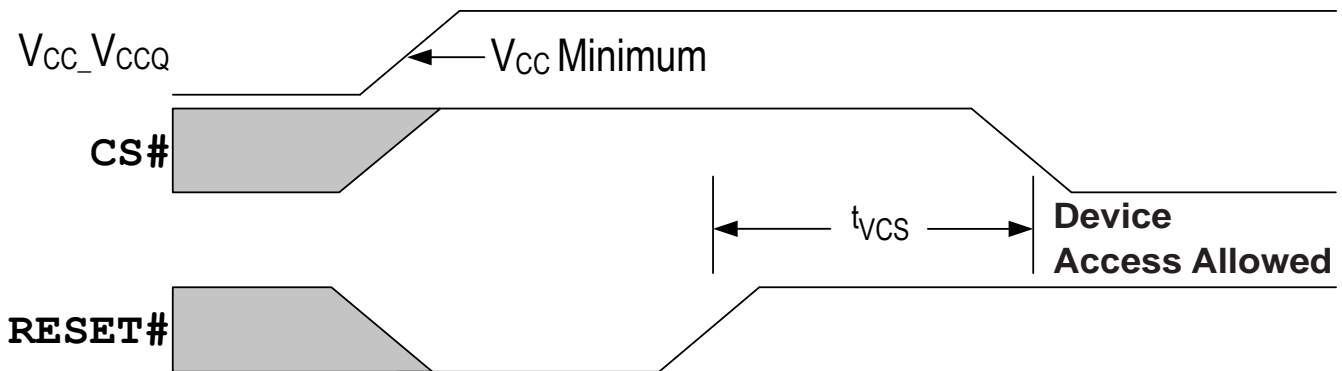 VCC_VCCQ
VCC Minimum
CS#
tVCS
Device
Access Allowed
RESET#